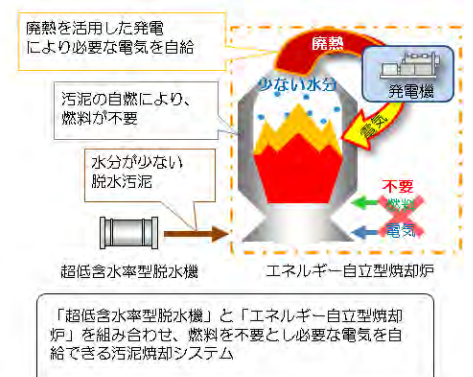 廃熱を活用した発電
により必要な電気を自給
廃熱
少ない水分
発電機
電気
汚泥の自燃により、
燃料が不要
水分が少ない
脱水汚泥
不要
燃料
電気
超低含水率型脱水機
エネルギー自立型焼却炉
「超低含水率型脱水機」と「エネルギー自立型焼却
炉」を組み合わせ、燃料を不要とし必要な電気を自
給できる汚泥焼却システム